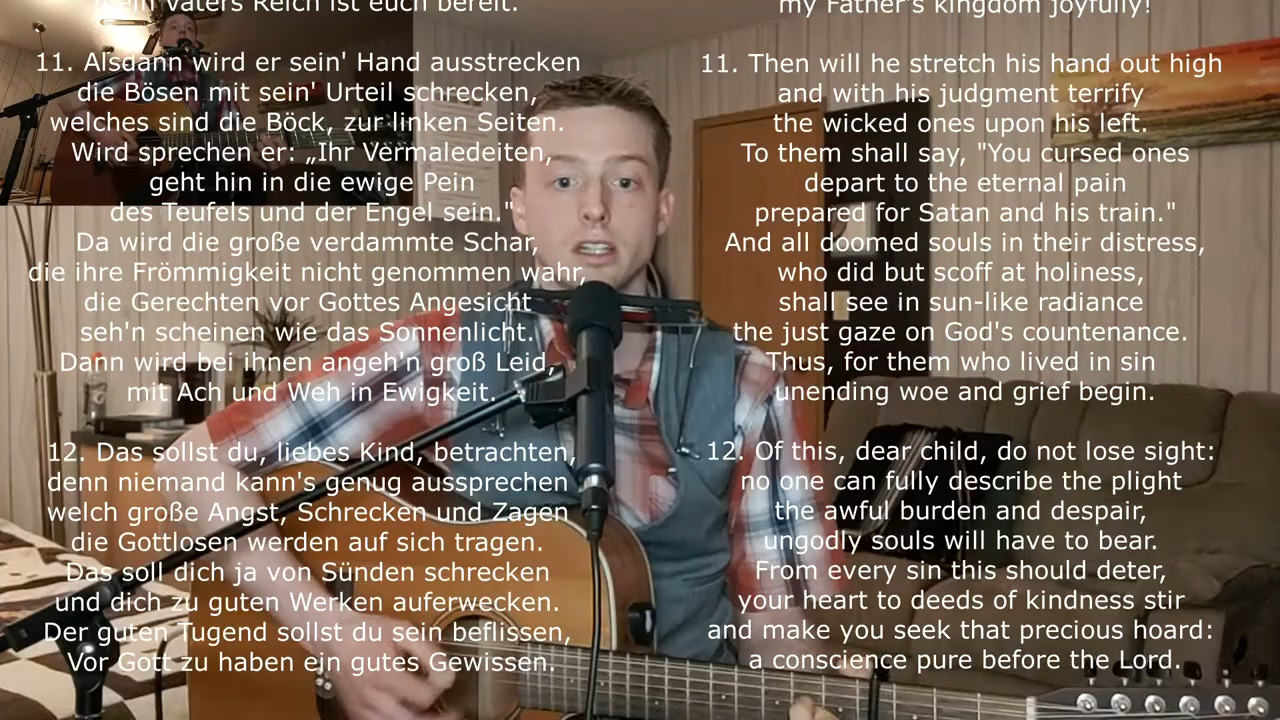 mein Vaters Reich ist euch bereit."
11. Alsdann wird er sein' Hand ausstrecken
die Bösen mit sein' Urteil schrecken,
welches sind die Böck, zur linken Seiten.
Wird sprechen er: „Ihr Vermaledeiten,
geht hin in die ewige Pein
des Teufels und der Engel sein."
Da wird die große verdammte Schar,
die ihre Frömmigkeit nicht genommen wahr,
die Gerechten vor Gottes Angesicht
seh'n scheinen wie das Sonnenlicht.
Dann wird bei ihnen angeh'n groß Leid,
mit Ach und Weh in Ewigkeit.
12. Das sollst du, liebes Kind, betrachten,
denn niemand kann's genug aussprechen
welch große Angst, Schrecken und Zagen
die Gottlosen werden auf sich tragen.
Das soll dich ja von Sünden schrecken
und dich zu guten Werken auferwecken.
Der guten Tugend sollst du sein beflissen,
Vor Gott zu haben ein gutes Gewissen.
my Father's kingdom joyfully!
11. Then will he stretch his hand out high
and with his judgment terrify
the wicked ones upon his left.
To them shall say, "You cursed ones
depart to the eternal pain
prepared for Satan and his train."
And all doomed souls in their distress,
who did but scoff at holiness,
shall see in sun-like radiance
the just gaze on God's countenance.
Thus, for them who lived in sin
unending woe and grief begin.
12. Of this, dear child, do not lose sight:
no one can fully describe the plight
the awful burden and despair,
ungodly souls will have to bear.
From every sin this should deter,
your heart to deeds of kindness stir
and make you seek that precious hoard:
a conscience pure before the Lord.